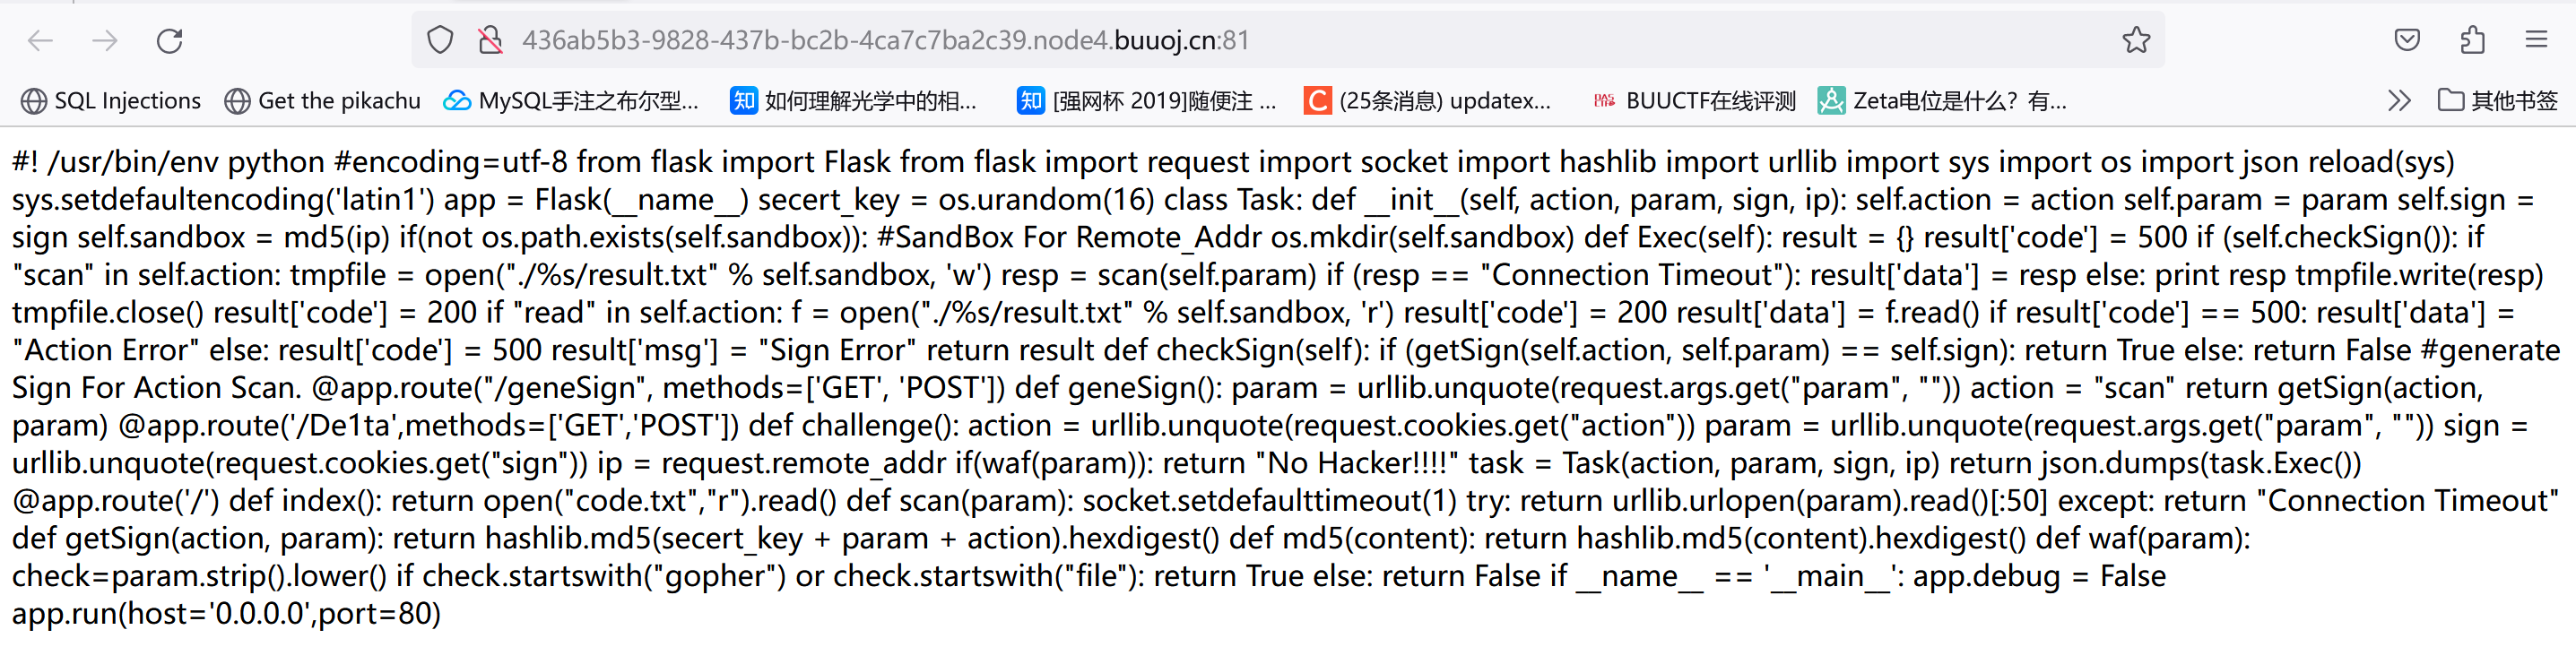 436ab5b3-9828-437b-bc2b-4ca7c7ba2c39.node4.buuoj.cn:81
SQL Injections Get the pikachu MySQL手注之布尔型... 知 如何理解光学中的相... 知 [强网杯 2019]随便注 ... C (25条消息) updatex... BUUCTF在线评测 Zeta电位是什么？有... 其他书签
#! /usr/bin/env python #encoding=utf-8 from flask import Flask from flask import request import socket import hashlib import urllib import sys import os import json reload(sys)
sys.setdefaultencoding('latin1') app = Flask(__name__) secert_key = os.urandom(16) class Task: def __init__(self, action, param, sign, ip): self.action = action self.param = param self.sign =
sign self.sandbox = md5(ip) if(not os.path.exists(self.sandbox)): #SandBox For Remote_Addr os.mkdir(self.sandbox) def Exec(self): result = {} result['code'] = 500 if (self.checkSign()): if
"scan" in self.action: tmpfile = open("./%s/result.txt" % self.sandbox, 'w') resp = scan(self.param) if (resp == "Connection Timeout"): result['data'] = resp else: print resp tmpfile.write(resp)
tmpfile.close() result['code'] = 200 if "read" in self.action: f = open("./%s/result.txt" % self.sandbox, 'r') result['code'] = 200 result['data'] = f.read() if result['code'] == 500: result['data'] =
"Action Error" else: result['code'] = 500 result['msg'] = "Sign Error" return result def checkSign(self): if (getSign(self.action, self.param) == self.sign): return True else: return False #generate
Sign For Action Scan. @app.route("/geneSign", methods=['GET', 'POST']) def geneSign(): param = urllib.unquote(request.args.get("param", "")) action = "scan" return getSign(action,
param) @app.route('/De1ta',methods=['GET','POST']) def challenge(): action = urllib.unquote(request.cookies.get("action")) param = urllib.unquote(request.args.get("param", "")) sign =
urllib.unquote(request.cookies.get("sign")) ip = request.remote_addr if(waf(param)): return "No Hacker!!!!" task = Task(action, param, sign, ip) return json.dumps(task.Exec())
@app.route('/') def index(): return open("code.txt","r").read() def scan(param): socket.setdefaulttimeout(1) try: return urllib.urlopen(param).read()[:50] except: return "Connection Timeout"
def getSign(action, param): return hashlib.md5(secert_key + param + action).hexdigest() def md5(content): return hashlib.md5(content).hexdigest() def waf(param):
check=param.strip().lower() if check.startswith("gopher") or check.startswith("file"): return True else: return False if __name__ == '__main__': app.debug = False
app.run(host='0.0.0.0',port=80)